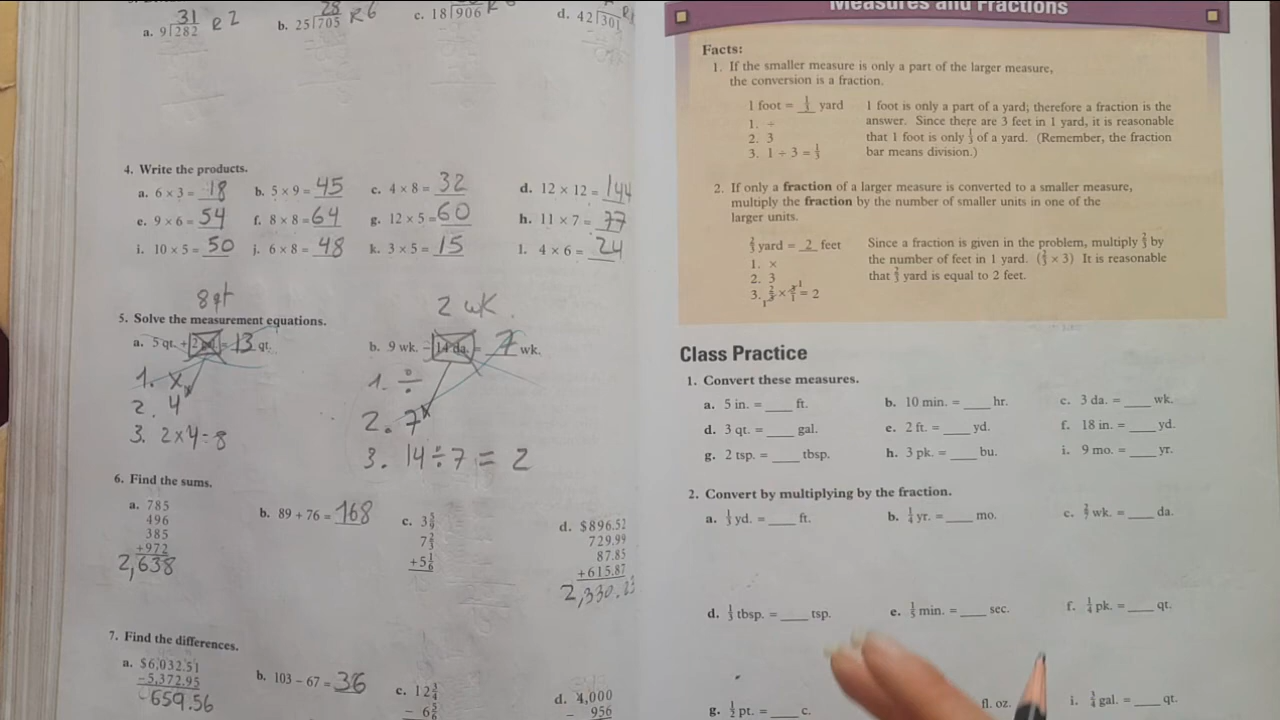 a. 9 282 31 R 2
b. 25 705 28 R 6
c. 18 906
d. 42 301
4. Write the products.
a. 6 × 3 = 18 b. 5 × 9 = 45 c. 4 × 8 = 32 d. 12 × 12 = 144
e. 9 × 6 = 54 f. 8 × 8 = 64 g. 12 × 5 = 60 h. 11 × 7 = 77
i. 10 × 5 = 50 j. 6 × 8 = 48 k. 3 × 5 = 15 l. 4 × 6 = 24
8 qt
2 wk.
5. Solve the measurement equations.
a. 5 qt. + 2 = 13 qt.
b. 9 wk. − 14 da. = 7 wk.
1. ×
2. 4
3. 2×4=8
1. ÷
2. 7
3. 14÷7 = 2
6. Find the sums.
a. 785
496
385
+972
2,638
b. 89 + 76 = 168
d. $896.52
729.99
87.85
+615.87
7. Find the differences.
a. $6,032.51
−5,372.95
659.56
b. 103 − 67 = 36
c. 12 3/4
d. 4,000
− 956
Measures and Fractions
Facts:
1. If the smaller measure is only a part of the larger measure,
the conversion is a fraction.
1 foot = 1/3 yard
1. ÷
2. 3
3. 1 ÷ 3 = 1/3
1 foot is only a part of a yard; therefore a fraction is the
answer. Since there are 3 feet in 1 yard, it is reasonable
that 1 foot is only 1/3 of a yard. (Remember, the fraction
bar means division.)
2. If only a fraction of a larger measure is converted to a smaller measure,
multiply the fraction by the number of smaller units in one of the
larger units.
2/3 yard = 2 feet
1. ×
2. 3
3. 2/3 × 3/1 = 2
Since a fraction is given in the problem, multiply 2/3 by
the number of feet in 1 yard. (2/3 × 3) It is reasonable
that 2/3 yard is equal to 2 feet.
Class Practice
1. Convert these measures.
a. 5 in. = ___ ft. b. 10 min. = ___ hr. c. 3 da. = ___ wk.
d. 3 qt. = ___ gal. e. 2 ft. = ___ yd. f. 18 in. = ___ yd.
g. 2 tsp. = ___ tbsp. h. 3 pk. = ___ bu. i. 9 mo. = ___ yr.
2. Convert by multiplying by the fraction.
a. 1/3 yd. = ___ ft. b. 1/4 yr. = ___ mo. c. 2/7 wk. = ___ da.
d. 1/3 tbsp. = ___ tsp. e. 1/5 min. = ___ sec. f. 1/4 pk. = ___ qt.
g. 1/2 pt. = ___ c. fl. oz. i. 3/4 gal. = ___ qt.